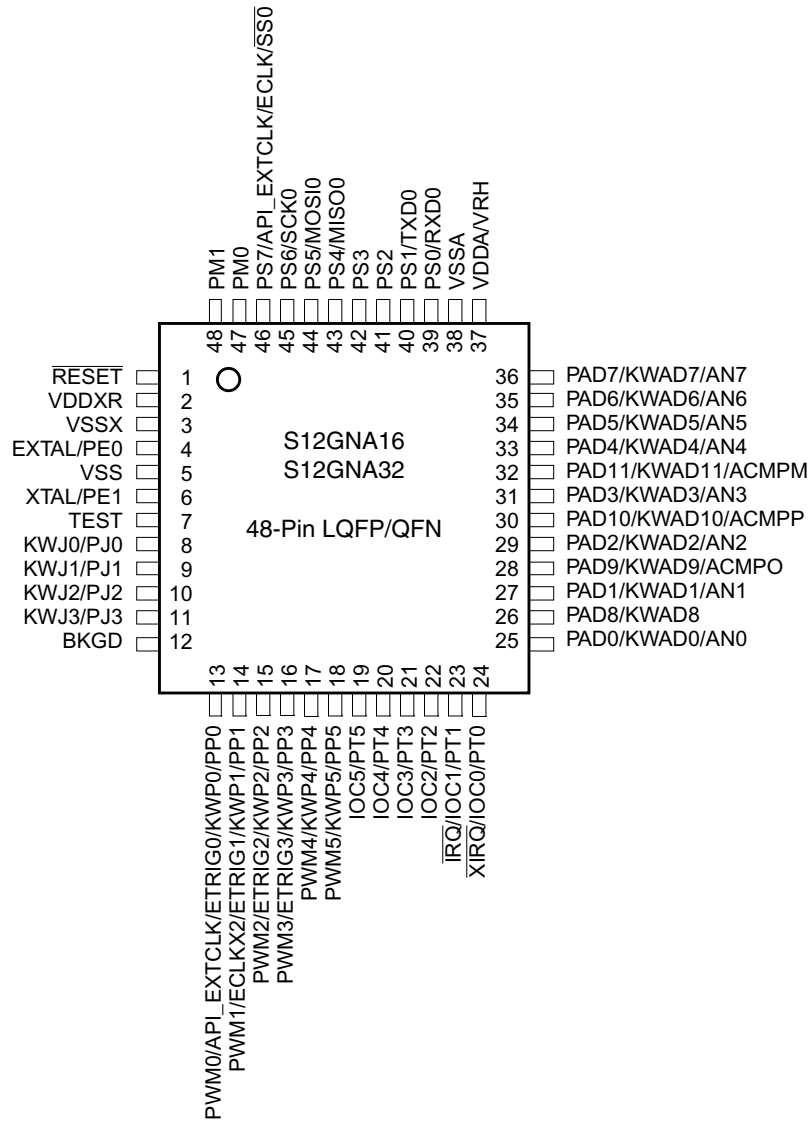 PM1
PM0
PS7/API_EXTCLK/ECLK/SS0
PS6/SCK0
PS5/MOSI0
PS4/MISO0
PS3
PS2
PS1/TXD0
PS0/RXD0
VSSA
VDDA/VRH
48
47
46
45
44
43
42
41
40
39
38
37
RESET 1
VDDXR 2
VSSX 3
EXTAL/PE0 4
VSS 5
XTAL/PE1 6
TEST 7
KWJ0/PJ0 8
KWJ1/PJ1 9
KWJ2/PJ2 10
KWJ3/PJ3 11
BKGD 12
S12GNA16
S12GNA32
48-Pin LQFP/QFN
36 PAD7/KWAD7/AN7
35 PAD6/KWAD6/AN6
34 PAD5/KWAD5/AN5
33 PAD4/KWAD4/AN4
32 PAD11/KWAD11/ACMPM
31 PAD3/KWAD3/AN3
30 PAD10/KWAD10/ACMPP
29 PAD2/KWAD2/AN2
28 PAD9/KWAD9/ACMPO
27 PAD1/KWAD1/AN1
26 PAD8/KWAD8
25 PAD0/KWAD0/AN0
13
14
15
16
17
18
19
20
21
22
23
24
PWM0/API_EXTCLK/ETRIG0/KWP0/PP0
PWM1/ECLKX2/ETRIG1/KWP1/PP1
PWM2/ETRIG2/KWP2/PP2
PWM3/ETRIG3/KWP3/PP3
PWM4/KWP4/PP4
PWM5/KWP5/PP5
IOC5/PT5
IOC4/PT4
IOC3/PT3
IOC2/PT2
IRQ/IOC1/PT1
XIRQ/IOC0/PT0